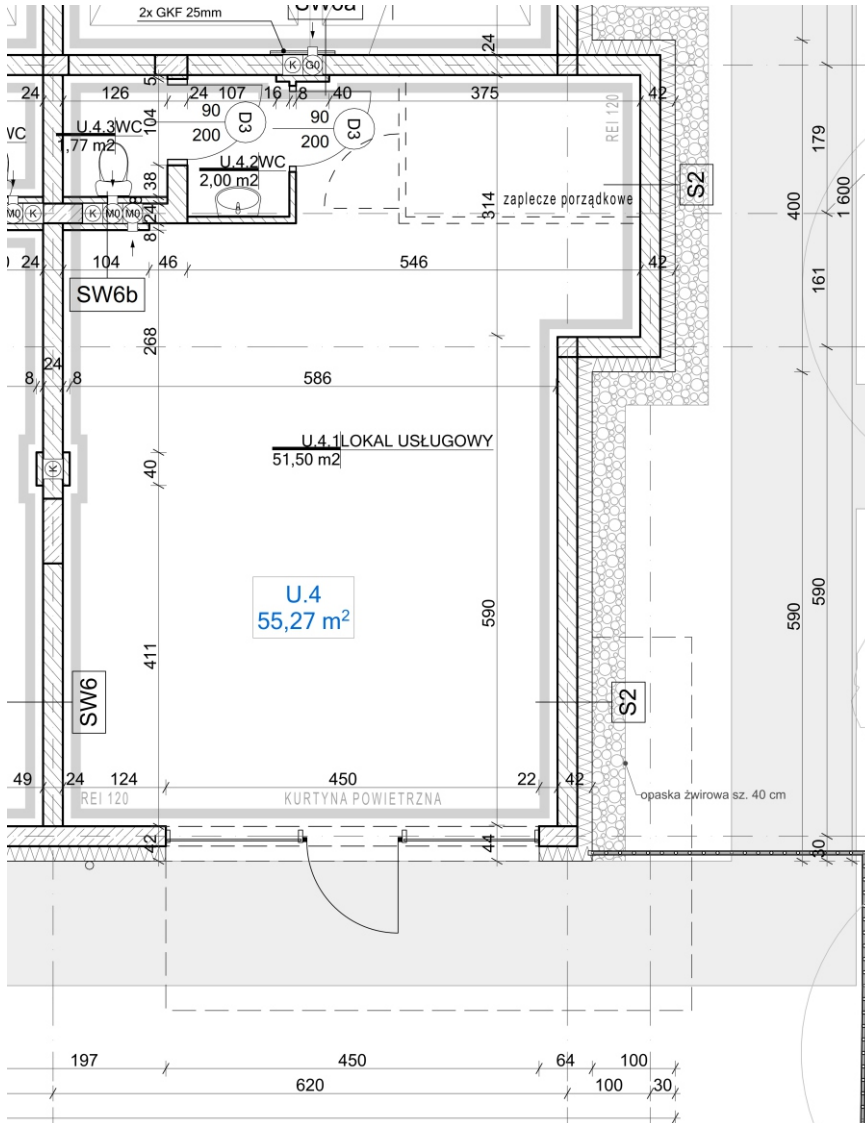 2x GKF 25mm
SW6a
K
G0
24
5
24
126
24
107
16
8
40
375
42
90
200
D3
90
200
D3
REI 120
104
U.4.3WC
1,77 m2
WC
U.4.2WC
2,00 m2
38
24
8
M0
K
K
M0
M0
S2
zaplecze porządkowe
314
179
400
1 600
161
24
104
46
546
42
SW6b
268
24
8
8
586
U.4.1LOKAL USŁUGOWY
51,50 m2
40
K
U.4
55,27 m²
590
590
590
411
SW6
S2
49
24
124
450
22
42
REI 120
KURTYNA POWIETRZNA
opaska żwirowa sz. 40 cm
42
44
30
197
450
64
100
620
100
30